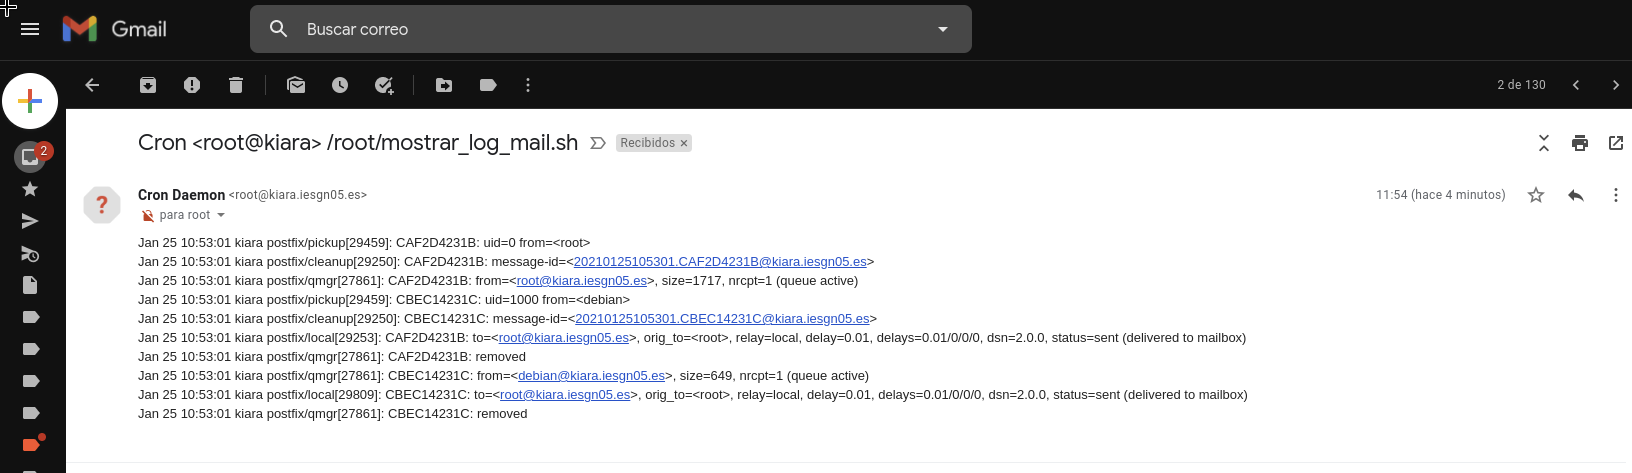 Gmail
Buscar correo
2 de 130
2
Cron <root@kiara> /root/mostrar_log_mail.sh Recibidos ×
Cron Daemon <root@kiara.iesgn05.es> 11:54 (hace 4 minutos)
para root
Jan 25 10:53:01 kiara postfix/pickup[29459]: CAF2D4231B: uid=0 from=<root>
Jan 25 10:53:01 kiara postfix/cleanup[29250]: CAF2D4231B: message-id=<20210125105301.CAF2D4231B@kiara.iesgn05.es>
Jan 25 10:53:01 kiara postfix/qmgr[27861]: CAF2D4231B: from=<root@kiara.iesgn05.es>, size=1717, nrcpt=1 (queue active)
Jan 25 10:53:01 kiara postfix/pickup[29459]: CBEC14231C: uid=1000 from=<debian>
Jan 25 10:53:01 kiara postfix/cleanup[29250]: CBEC14231C: message-id=<20210125105301.CBEC14231C@kiara.iesgn05.es>
Jan 25 10:53:01 kiara postfix/local[29253]: CAF2D4231B: to=<root@kiara.iesgn05.es>, orig_to=<root>, relay=local, delay=0.01, delays=0.01/0/0/0, dsn=2.0.0, status=sent (delivered to mailbox)
Jan 25 10:53:01 kiara postfix/qmgr[27861]: CAF2D4231B: removed
Jan 25 10:53:01 kiara postfix/qmgr[27861]: CBEC14231C: from=<debian@kiara.iesgn05.es>, size=649, nrcpt=1 (queue active)
Jan 25 10:53:01 kiara postfix/local[29809]: CBEC14231C: to=<root@kiara.iesgn05.es>, orig_to=<root>, relay=local, delay=0.01, delays=0.01/0/0/0, dsn=2.0.0, status=sent (delivered to mailbox)
Jan 25 10:53:01 kiara postfix/qmgr[27861]: CBEC14231C: removed